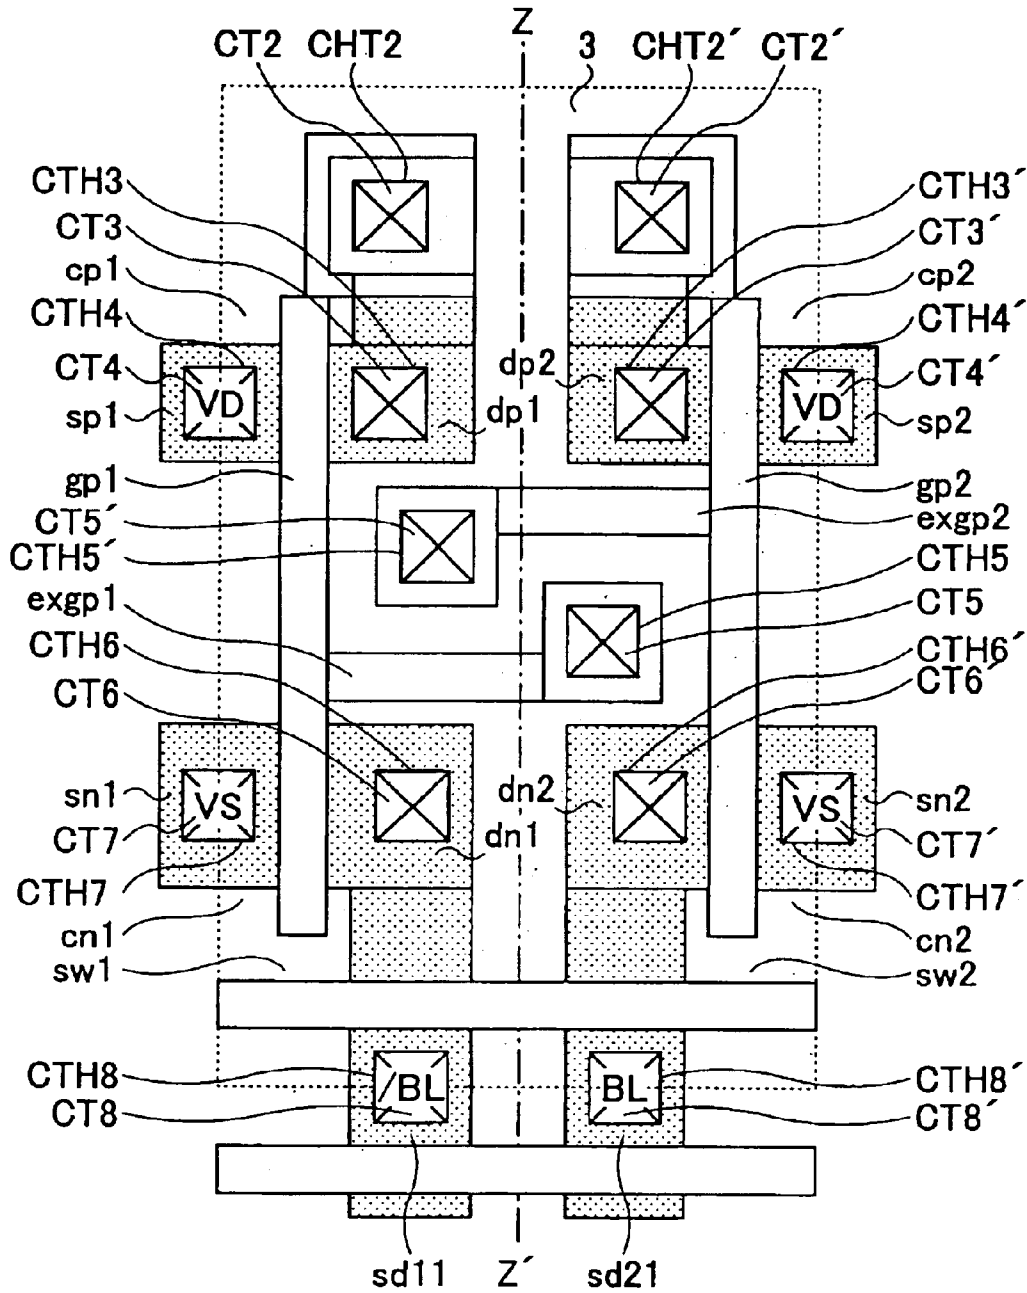 Z
CT2 CHT2 3 CHT2´ CT2´
CTH3 CTH3´
CT3 CT3´
cp1 cp2
CTH4 CTH4´
CT4 VD dp2 VD CT4´
sp1 dp1 sp2
gp1 gp2
CT5´ exgp2
CTH5´ CTH5
exgp1 CT5
CTH6 CTH6´
CT6 CT6´
sn1 VS dn2 VS sn2
CT7 dn1 CT7´
CTH7 CTH7´
cn1 cn2
sw1 sw2
CTH8 BL BL CTH8´
CT8 CT8´
sd11 Z´ sd21